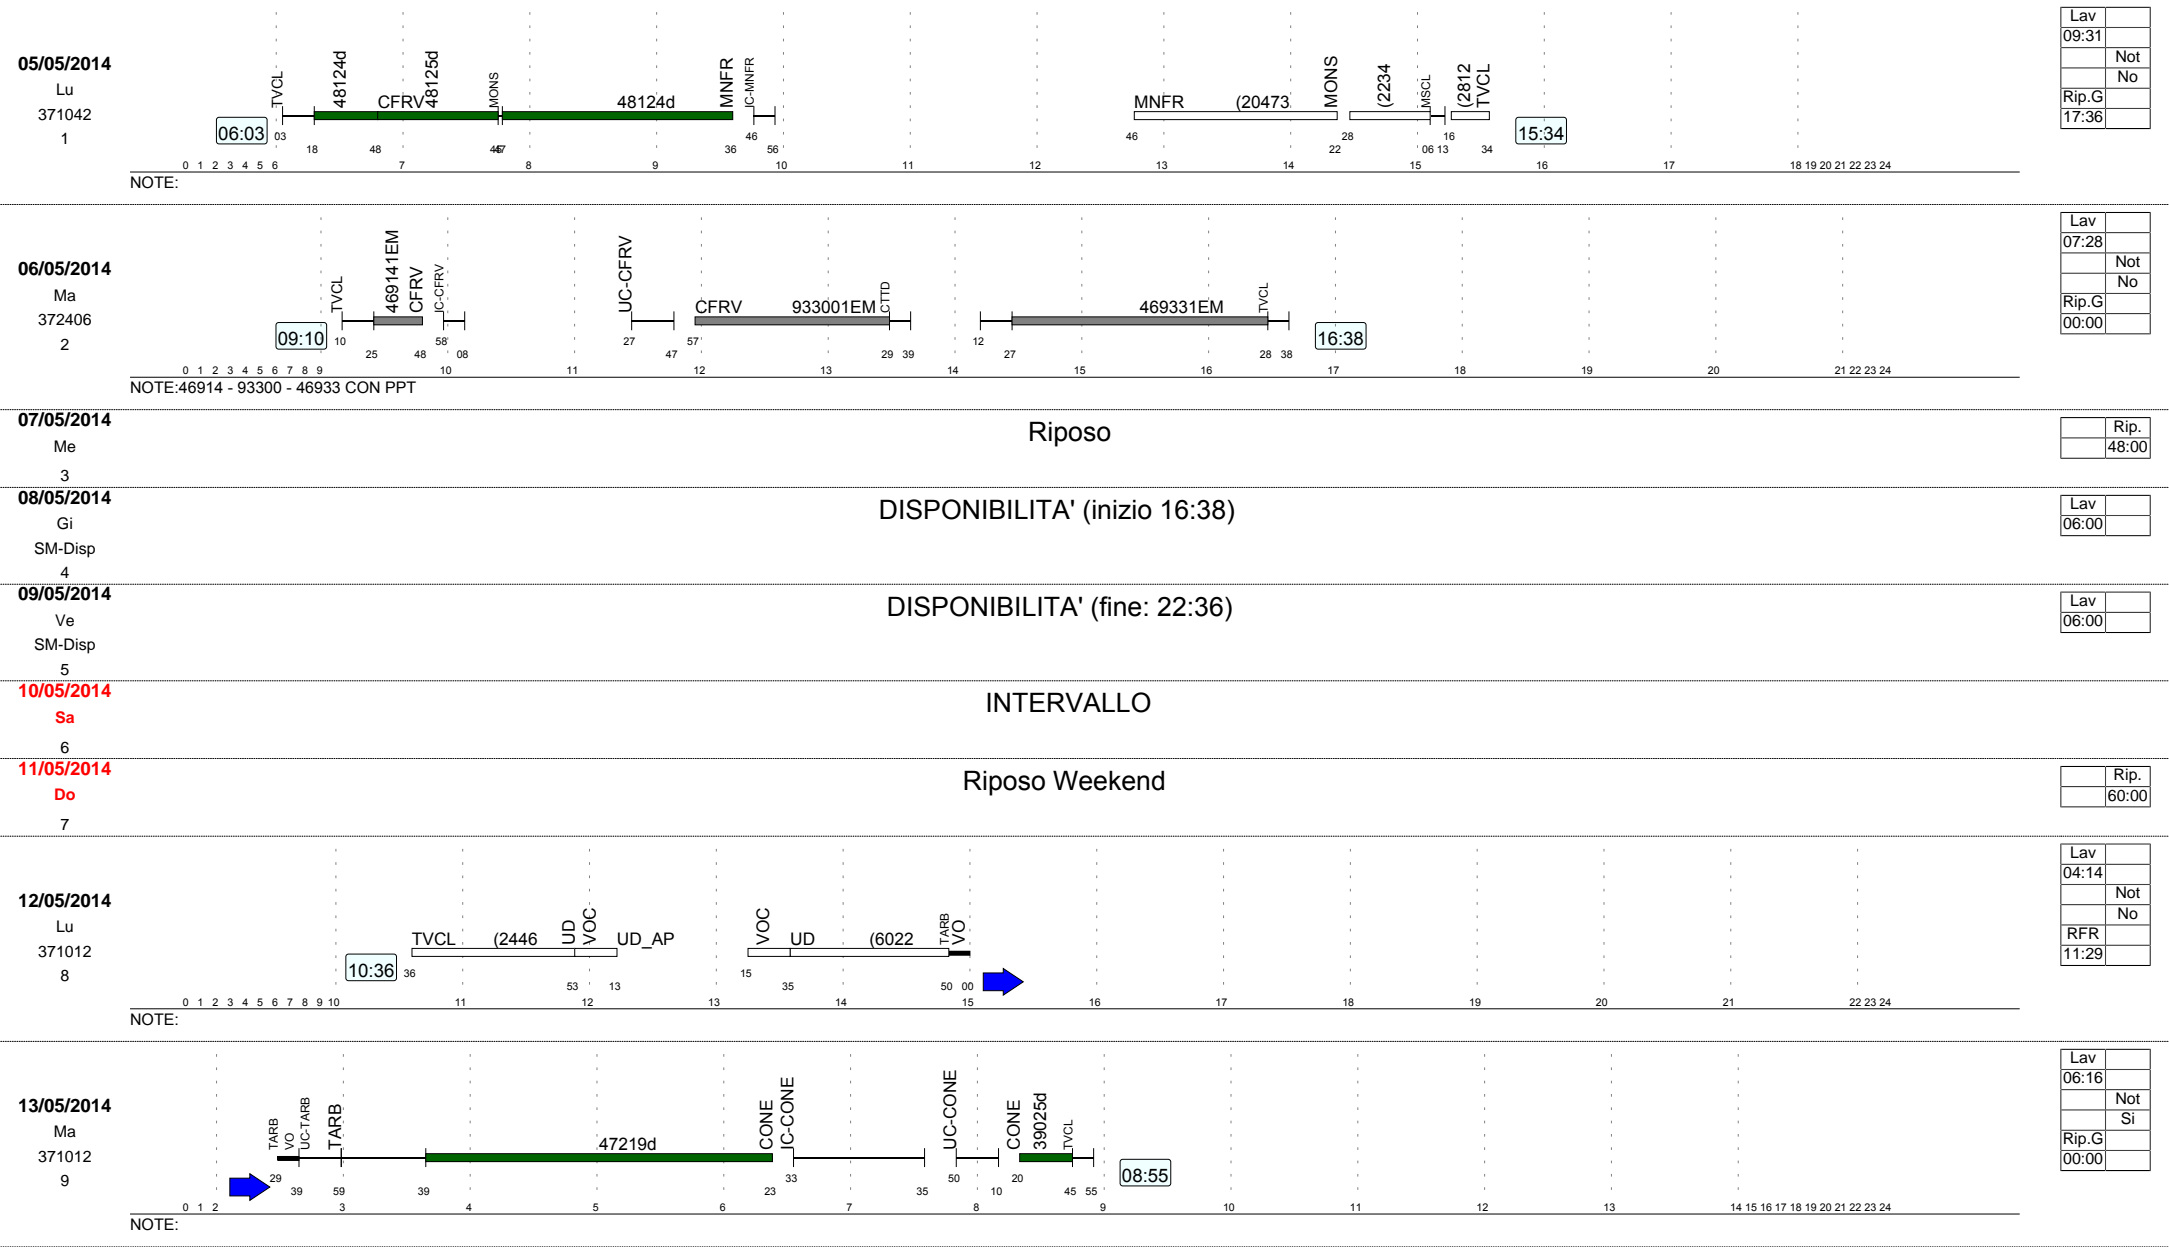 05/05/2014
Lu
371042
1
06:03
TVCL 48124d CFRV 48125d MONS 48124d MNFR IC-MNFR MNFR (20473 MONS (2234 MSCL (2812 TVCL
15:34
03 18 48 45 47 36 46 56 46 22 28 06 13 16 34
0 1 2 3 4 5 6 7 8 9 10 11 12 13 14 15 16 17 18 19 20 21 22 23 24
NOTE:
Lav
09:31
Not
No
Rip.G
17:36
06/05/2014
Ma
372406
2
09:10
TVCL 469141EM CFRV IC-CFRV UC-CFRV CFRV 933001EM CTTD 469331EM TVCL
16:38
10 25 48 58 08 27 47 57 29 39 12 27 28 38
0 1 2 3 4 5 6 7 8 9 10 11 12 13 14 15 16 17 18 19 20 21 22 23 24
NOTE:46914 - 93300 - 46933 CON PPT
Lav
07:28
Not
No
Rip.G
00:00
07/05/2014
Me
3
Riposo
Rip.
48:00
08/05/2014
Gi
SM-Disp
4
DISPONIBILITA' (inizio 16:38)
Lav
06:00
09/05/2014
Ve
SM-Disp
5
DISPONIBILITA' (fine: 22:36)
Lav
06:00
10/05/2014
Sa
6
INTERVALLO
11/05/2014
Do
7
Riposo Weekend
Rip.
60:00
12/05/2014
Lu
371012
8
10:36
TVCL (2446 UD VOC UD_AP VOC UD (6022 TARB VO
36 53 13 15 35 50 00
0 1 2 3 4 5 6 7 8 9 10 11 12 13 14 15 16 17 18 19 20 21 22 23 24
NOTE:
Lav
04:14
Not
No
RFR
11:29
13/05/2014
Ma
371012
9
TARB VO UC-TARB TARB 47219d CONE IC-CONE UC-CONE CONE 39025d TVCL
08:55
29 39 59 39 23 33 35 50 10 20 45 55
0 1 2 3 4 5 6 7 8 9 10 11 12 13 14 15 16 17 18 19 20 21 22 23 24
NOTE:
Lav
06:16
Not
Si
Rip.G
00:00